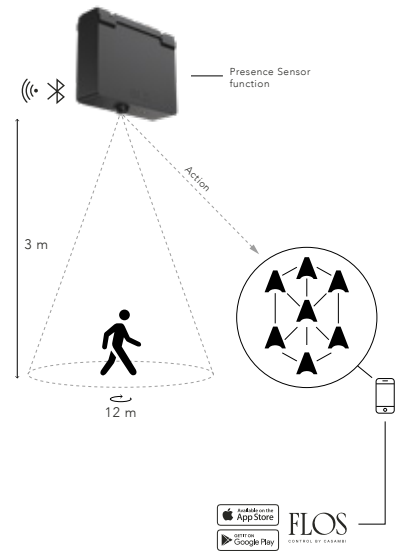 Presence Sensor
function
Action
3 m
12 m
Available on the
App Store
GET IT ON
Google Play
FLOS
CONTROL BY CASAMBI